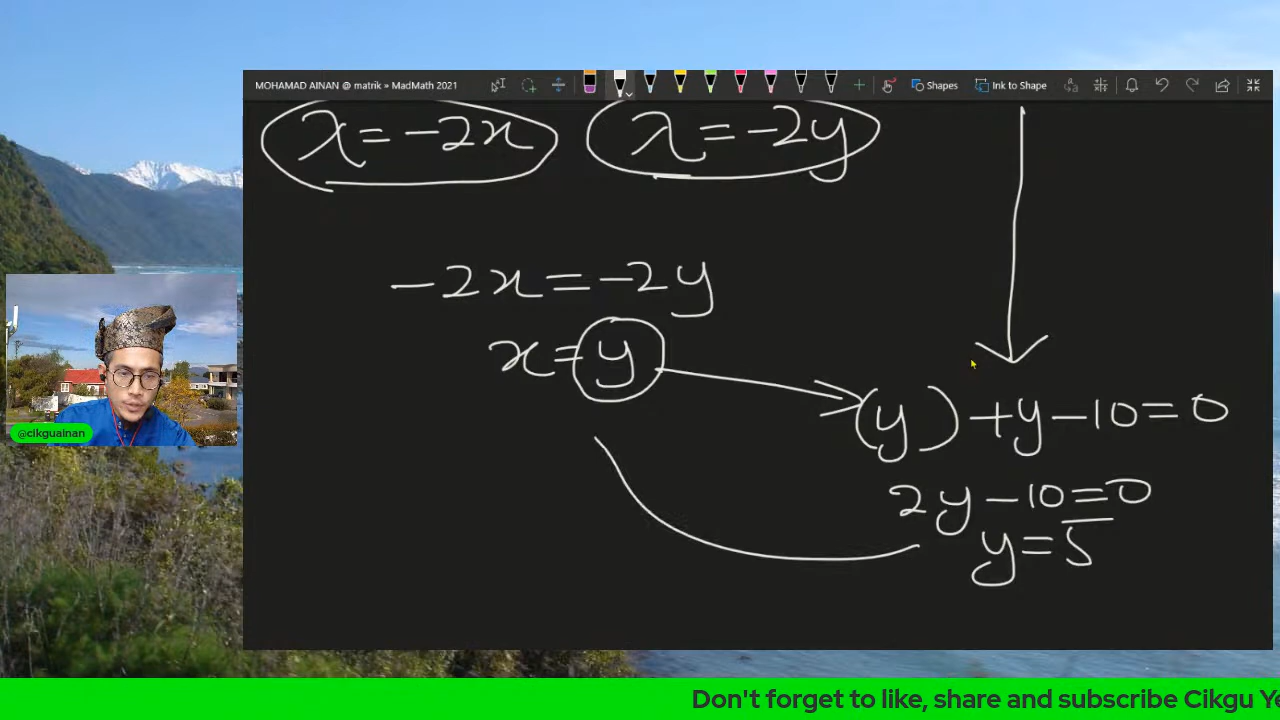 MOHAMAD AINAN @ matrik » MadMath 2021
Shapes
Ink to Shape
λ = -2x
λ = -2y
-2x = -2y
x = y
(y) + y - 10 = 0
2y - 10 = 0
y = 5
@cikguainan
Don't forget to like, share and subscribe Cikgu Ye